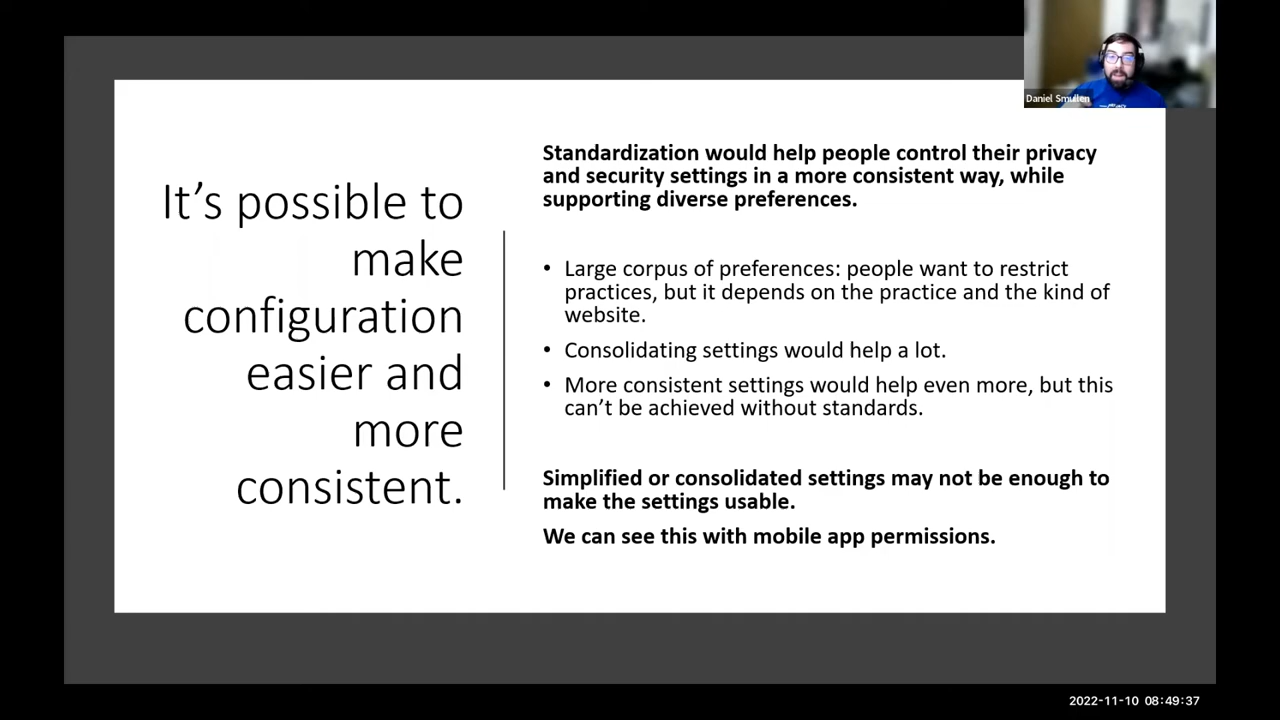 Daniel Smullen
It's possible to
make
configuration
easier and
more
consistent.
Standardization would help people control their privacy
and security settings in a more consistent way, while
supporting diverse preferences.
• Large corpus of preferences: people want to restrict
practices, but it depends on the practice and the kind of
website.
• Consolidating settings would help a lot.
• More consistent settings would help even more, but this
can't be achieved without standards.
Simplified or consolidated settings may not be enough to
make the settings usable.
We can see this with mobile app permissions.
2022-11-10 08:49:37